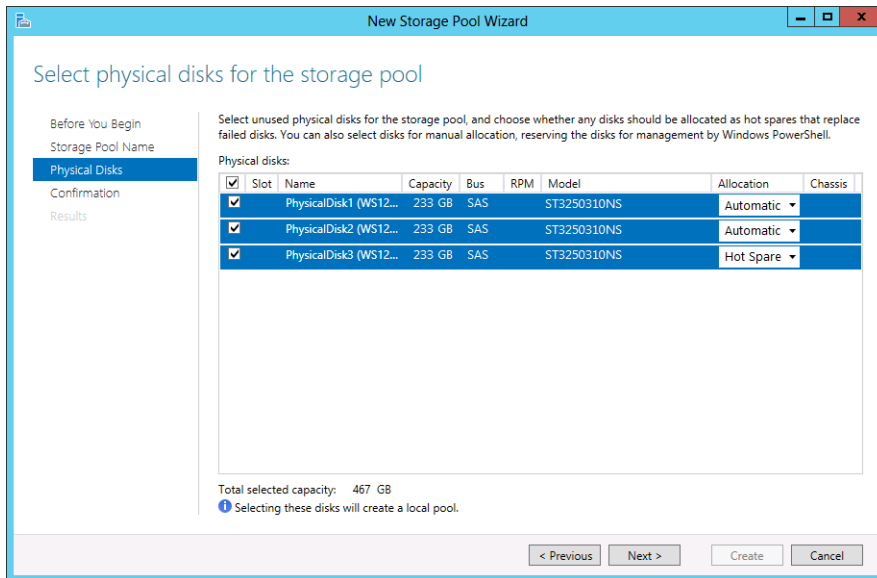 New Storage Pool Wizard
Select physical disks for the storage pool
Before You Begin
Storage Pool Name
Physical Disks
Confirmation
Results
Select unused physical disks for the storage pool, and choose whether any disks should be allocated as hot spares that replace
failed disks. You can also select disks for manual allocation, reserving the disks for management by Windows PowerShell.
Physical disks:
Slot Name Capacity Bus RPM Model Allocation Chassis
PhysicalDisk1 (WS12... 233 GB SAS ST3250310NS Automatic
PhysicalDisk2 (WS12... 233 GB SAS ST3250310NS Automatic
PhysicalDisk3 (WS12... 233 GB SAS ST3250310NS Hot Spare
Total selected capacity: 467 GB
Selecting these disks will create a local pool.
< Previous Next > Create Cancel